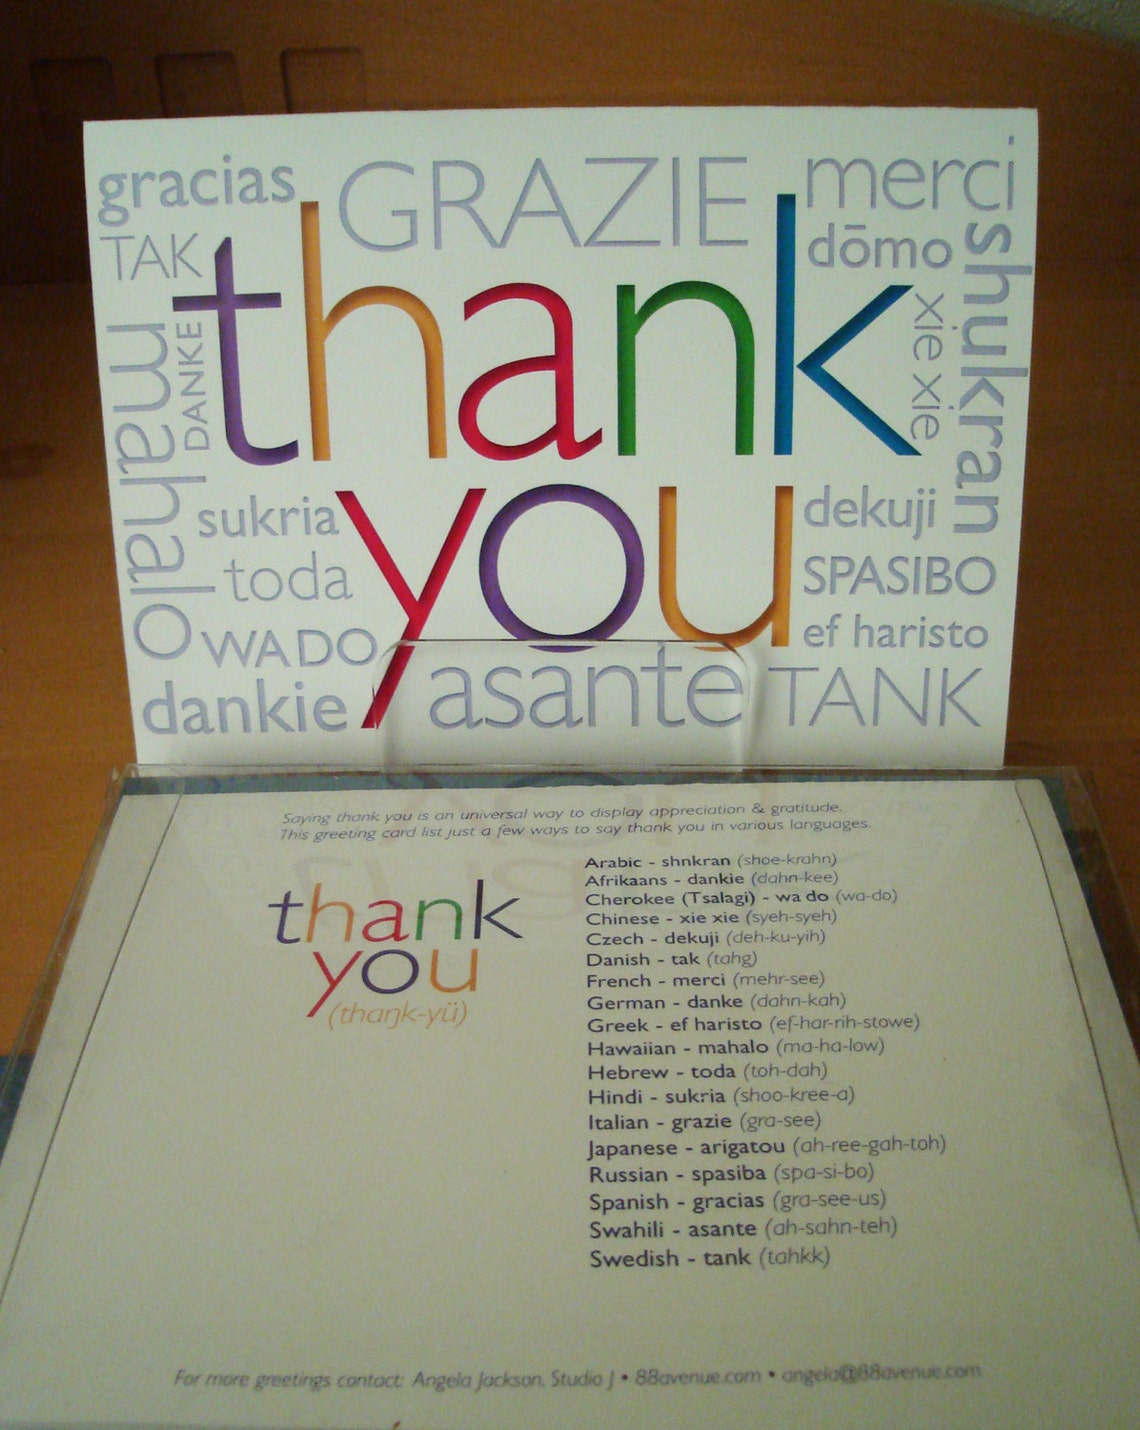 gracias
GRAZIE
merci
TAK
dōmo
shukran
thank
xie xie
DANKE
mahalo
you
sukria
dekuji
toda
SPASIBO
WADO
ef haristo
dankie
asante
TANK
Saying thank you is an universal way to display appreciation & gratitude.
This greeting card list just a few ways to say thank you in various languages.
thank
you
(thaŋk-yü)
Arabic - shnkran (shoe-krahn)
Afrikaans - dankie (dahn-kee)
Cherokee (Tsalagi) - wa do (wa-do)
Chinese - xie xie (syeh-syeh)
Czech - dekuji (deh-ku-yih)
Danish - tak (tahg)
French - merci (mehr-see)
German - danke (dahn-kah)
Greek - ef haristo (ef-har-rih-stowe)
Hawaiian - mahalo (ma-ha-low)
Hebrew - toda (toh-dah)
Hindi - sukria (shoo-kree-a)
Italian - grazie (gra-see)
Japanese - arigatou (ah-ree-gah-toh)
Russian - spasiba (spa-si-bo)
Spanish - gracias (gra-see-us)
Swahili - asante (ah-sahn-teh)
Swedish - tank (tahkk)
For more greetings contact: Angela Jackson, Studio J • 88avenue.com • angela@88avenue.com